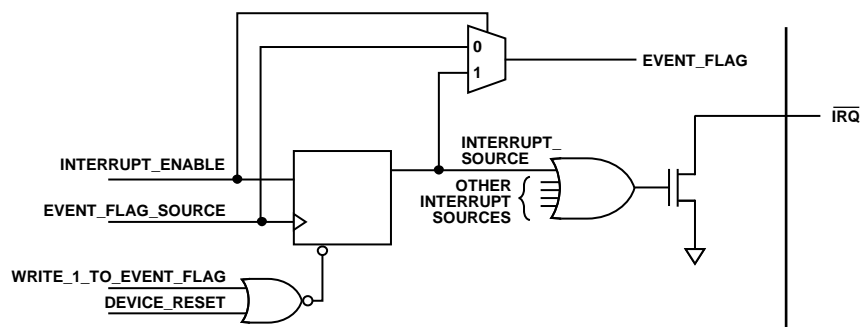 0
1
EVENT_FLAG
IRQ
INTERRUPT_ENABLE
INTERRUPT_
SOURCE
EVENT_FLAG_SOURCE
OTHER
INTERRUPT
SOURCES
WRITE_1_TO_EVENT_FLAG
DEVICE_RESET